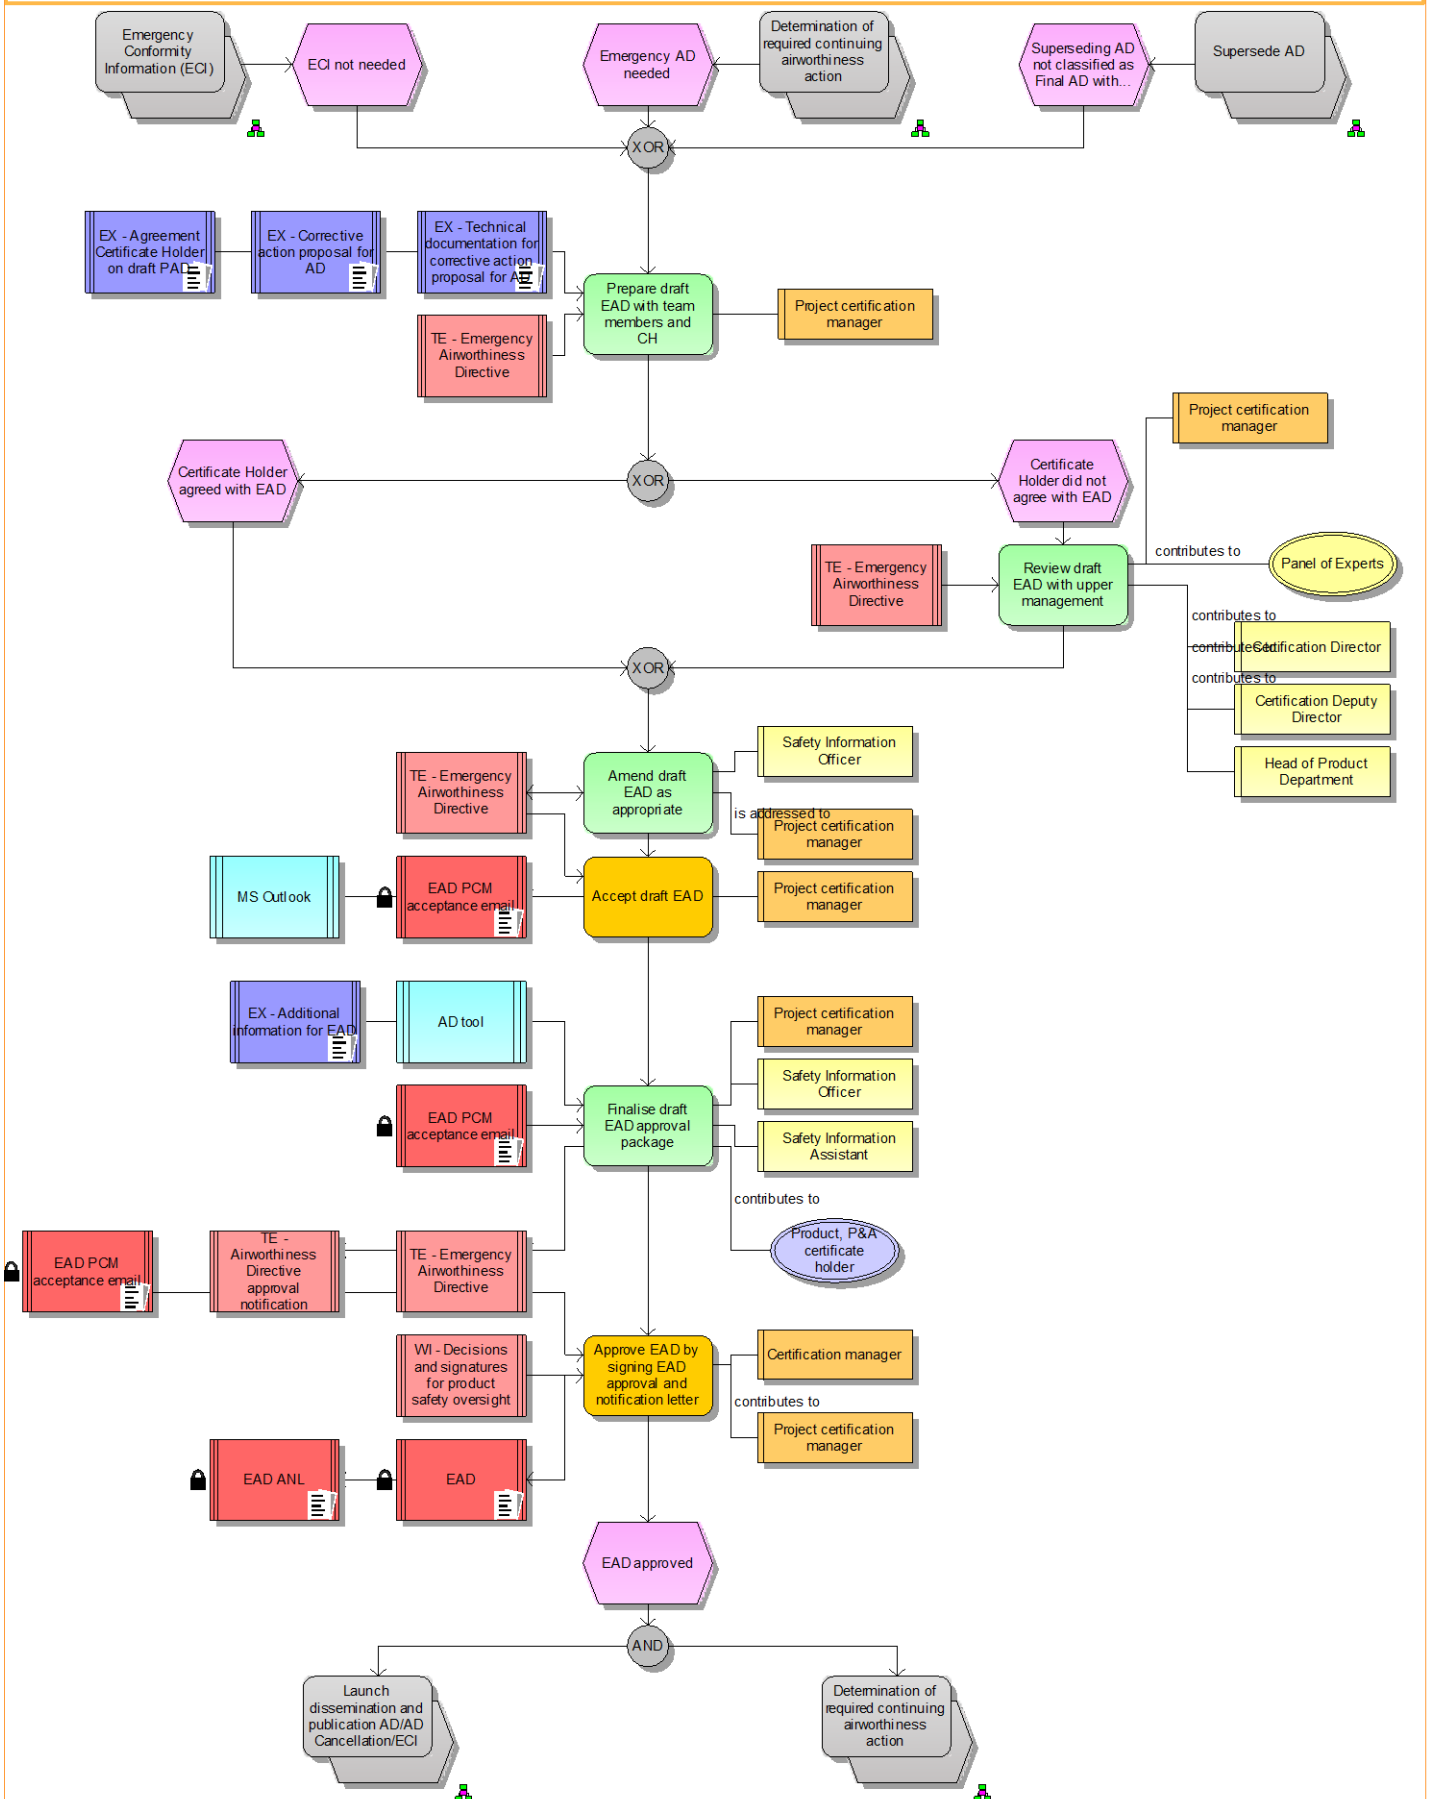 Emergency
Conformity
Information (ECI)
ECI not needed
Emergency AD
needed
Determination of
required continuing
airworthiness
action
Superseding AD
not classified as
Final AD with...
Supersede AD
XOR
EX - Agreement
Certificate Holder
on draft PAD
EX - Corrective
action proposal for
AD
EX - Technical
documentation for
corrective action
proposal for AD
TE - Emergency
Airworthiness
Directive
Prepare draft
EAD with team
members and
CH
Project certification
manager
Project certification
manager
Certificate Holder
agreed with EAD
XOR
Certificate
Holder did not
agree with EAD
TE - Emergency
Airworthiness
Directive
Review draft
EAD with upper
management
contributes to
Panel of Experts
contributes to
contributes to
Certification Director
contributes to
Certification Deputy
Director
Head of Product
Department
XOR
TE - Emergency
Airworthiness
Directive
Amend draft
EAD as
appropriate
Safety Information
Officer
is addressed to
Project certification
manager
MS Outlook
EAD PCM
acceptance email
Accept draft EAD
Project certification
manager
EX - Additional
information for EAD
AD tool
Project certification
manager
Safety Information
Officer
EAD PCM
acceptance email
Finalise draft
EAD approval
package
Safety Information
Assistant
contributes to
Product, P&A
certificate
holder
EAD PCM
acceptance email
TE -
Airworthiness
Directive
approval
notification
TE - Emergency
Airworthiness
Directive
WI - Decisions
and signatures
for product
safety oversight
Approve EAD by
signing EAD
approval and
notification letter
Certification manager
contributes to
Project certification
manager
EAD ANL
EAD
EAD approved
AND
Launch
dissemination and
publication AD/AD
Cancellation/ECI
Determination of
required continuing
airworthiness
action